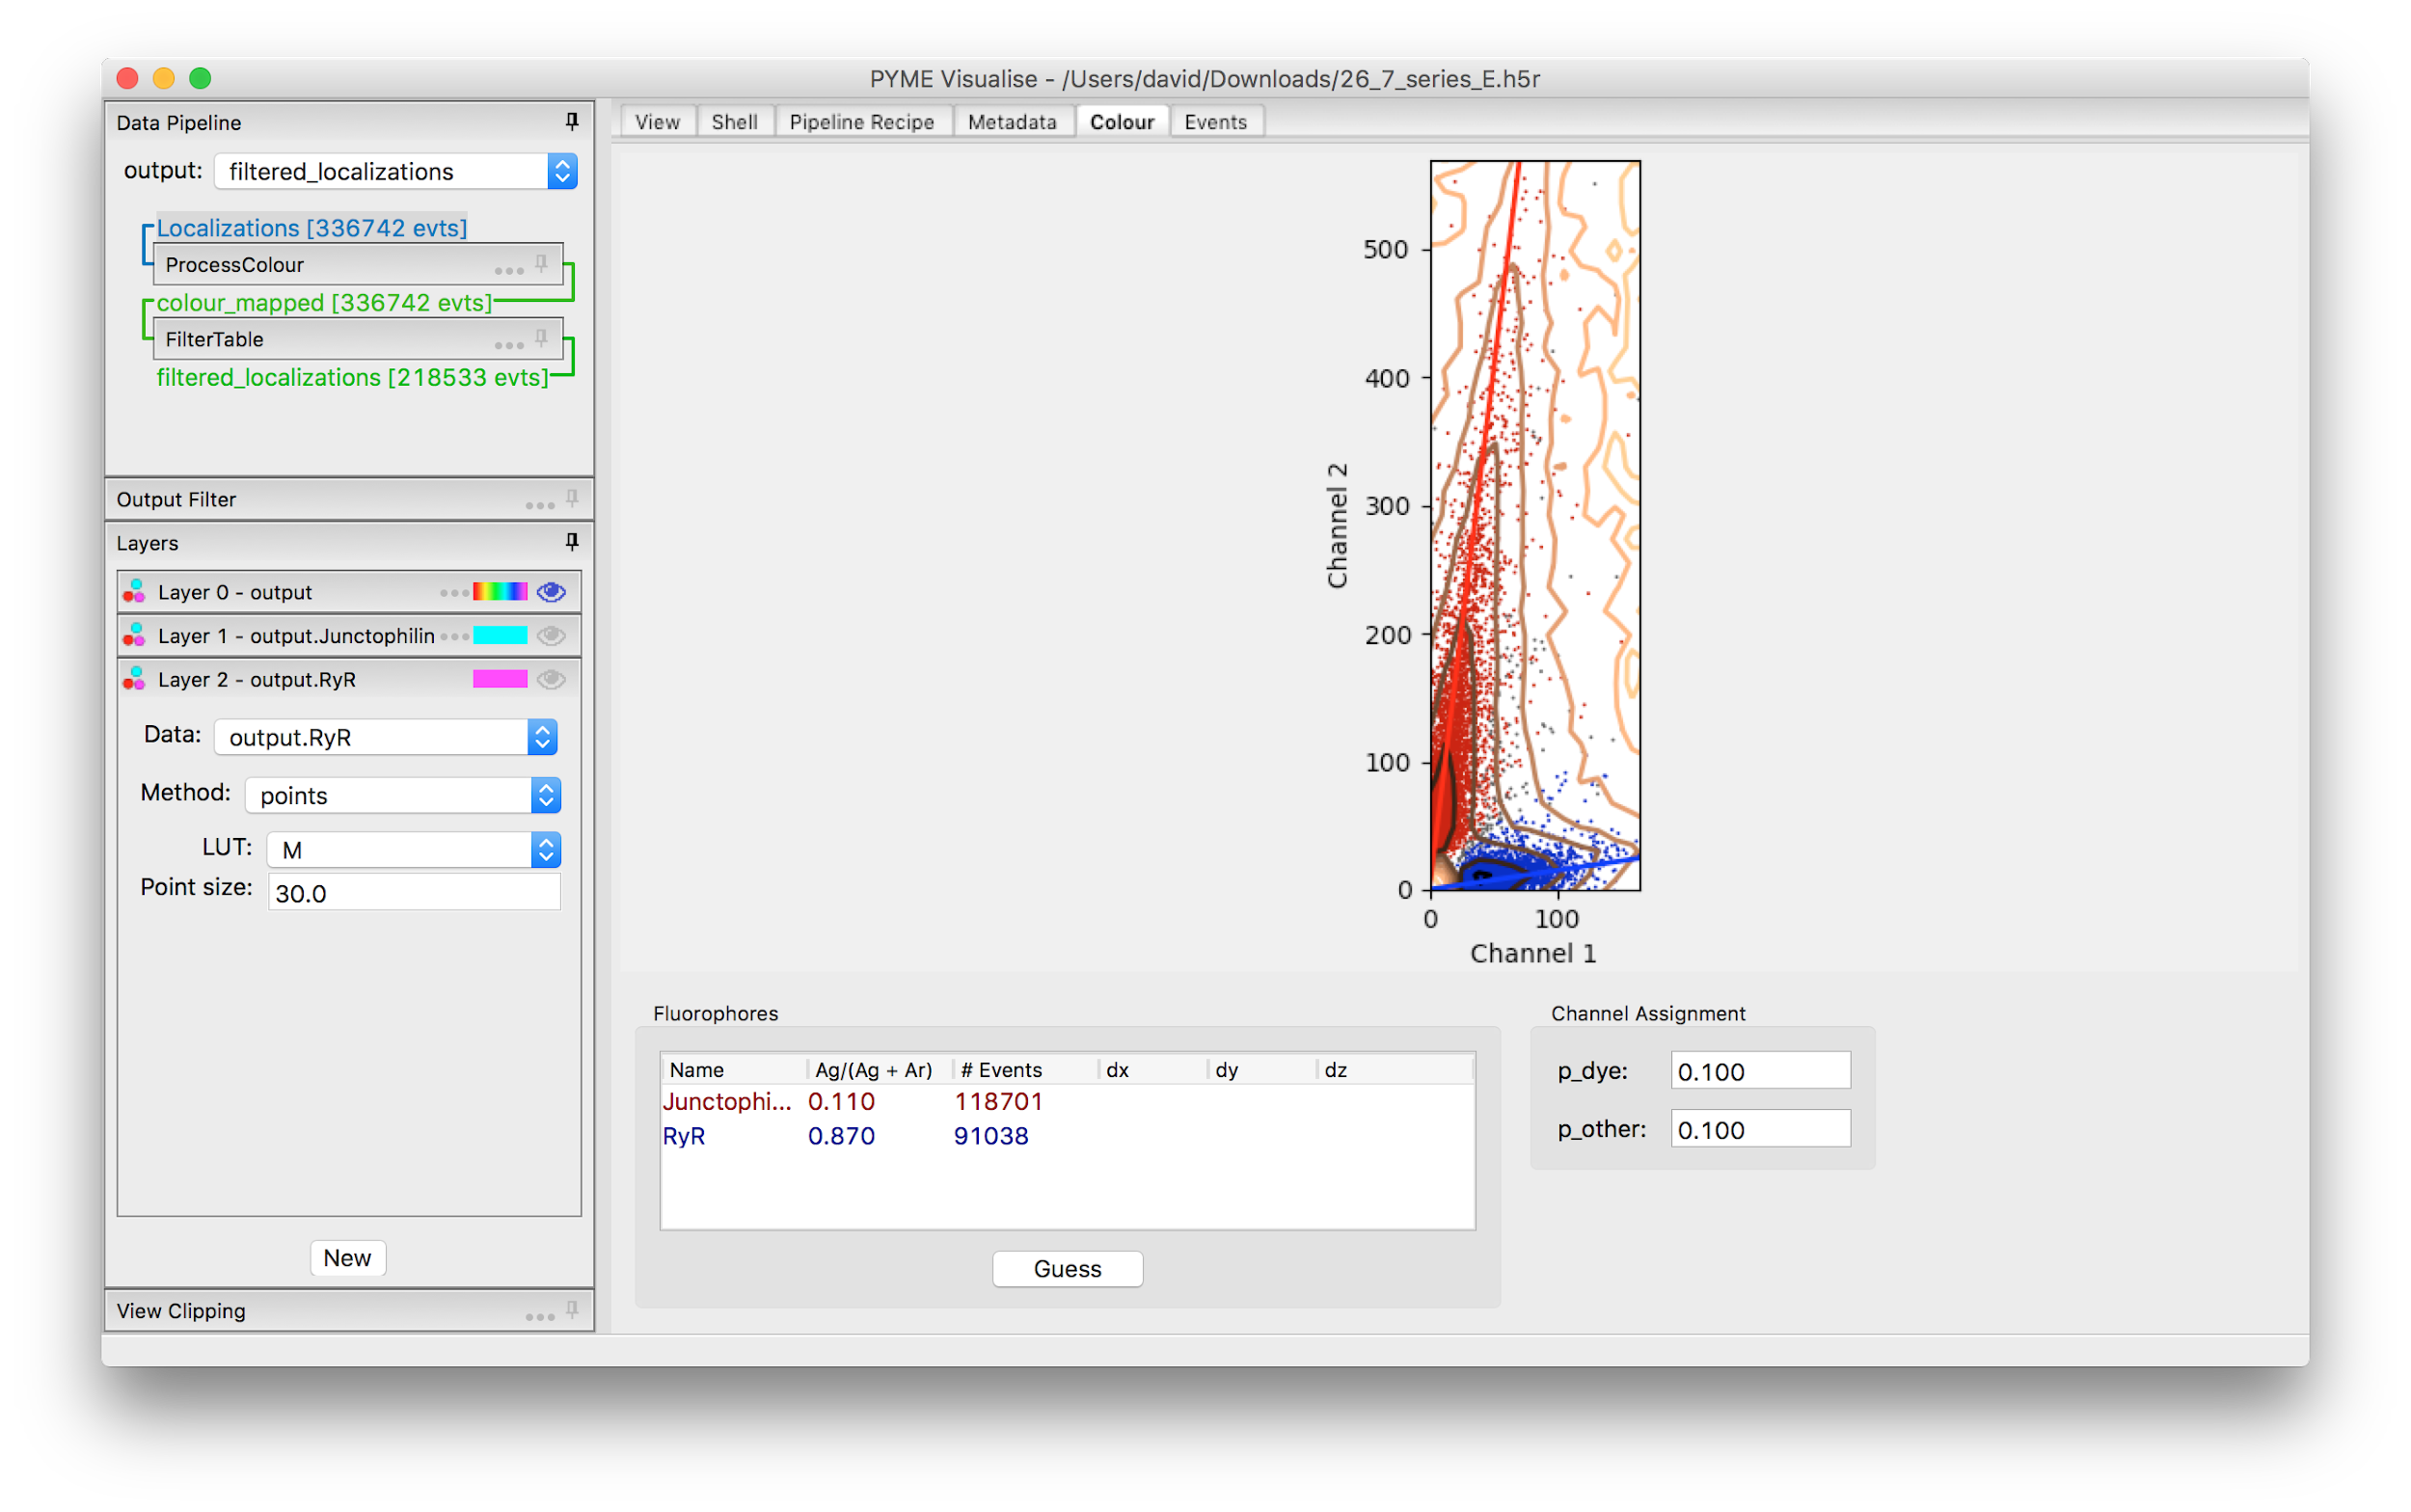 PYME Visualise - /Users/david/Downloads/26_7_series_E.h5r
Data Pipeline
output: filtered_localizations
Localizations [336742 evts]
ProcessColour
colour_mapped [336742 evts]
FilterTable
filtered_localizations [218533 evts]
Output Filter
Layers
Layer 0 - output
Layer 1 - output.Junctophilin
Layer 2 - output.RyR
Data: output.RyR
Method: points
LUT: M
Point size: 30.0
New
View Clipping
View Shell Pipeline Recipe Metadata Colour Events
500
400
300
200
100
0
Channel 2
0 100
Channel 1
Fluorophores
Name Ag/(Ag + Ar) # Events dx dy dz
Junctophi... 0.110 118701
RyR 0.870 91038
Guess
Channel Assignment
p_dye: 0.100
p_other: 0.100